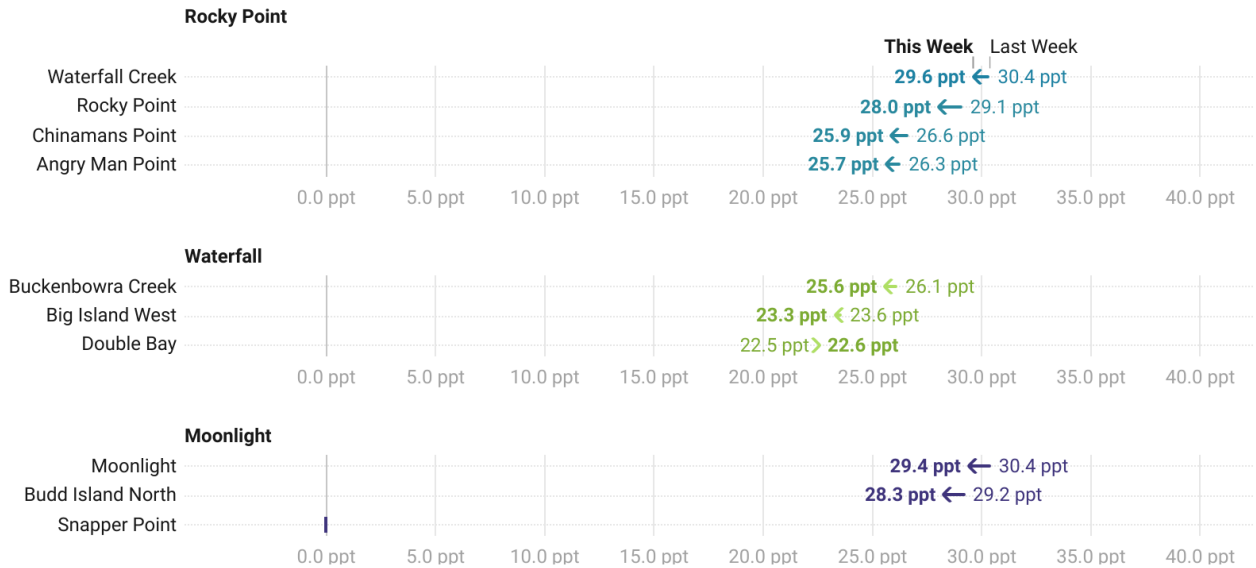 Rocky Point
This Week Last Week
Waterfall Creek 29.6 ppt 30.4 ppt
Rocky Point 28.0 ppt 29.1 ppt
Chinamans Point 25.9 ppt 26.6 ppt
Angry Man Point 25.7 ppt 26.3 ppt
0.0 ppt 5.0 ppt 10.0 ppt 15.0 ppt 20.0 ppt 25.0 ppt 30.0 ppt 35.0 ppt 40.0 ppt
Waterfall
Buckenbowra Creek 25.6 ppt 26.1 ppt
Big Island West 23.3 ppt 23.6 ppt
Double Bay 22.5 ppt 22.6 ppt
0.0 ppt 5.0 ppt 10.0 ppt 15.0 ppt 20.0 ppt 25.0 ppt 30.0 ppt 35.0 ppt 40.0 ppt
Moonlight
Moonlight 29.4 ppt 30.4 ppt
Budd Island North 28.3 ppt 29.2 ppt
Snapper Point
0.0 ppt 5.0 ppt 10.0 ppt 15.0 ppt 20.0 ppt 25.0 ppt 30.0 ppt 35.0 ppt 40.0 ppt